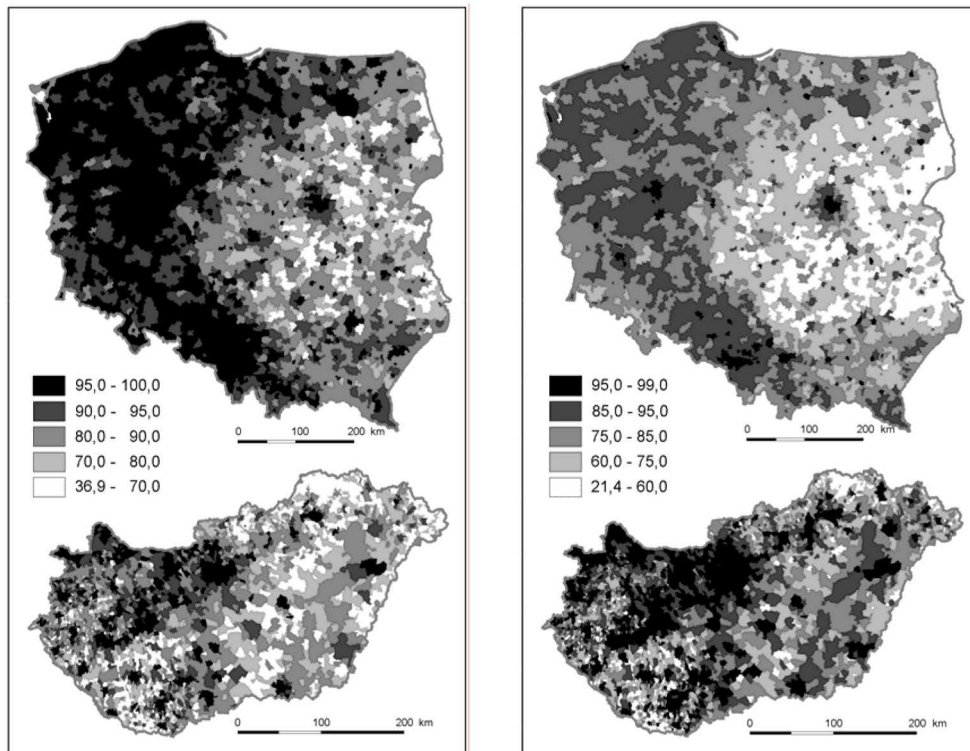 95,0 - 100,0
90,0 - 95,0
80,0 - 90,0
70,0 - 80,0
36,9 - 70,0
0 100 200 km
0 100 200 km
95,0 - 99,0
85,0 - 95,0
75,0 - 85,0
60,0 - 75,0
21,4 - 60,0
0 100 200 km
0 100 200 km